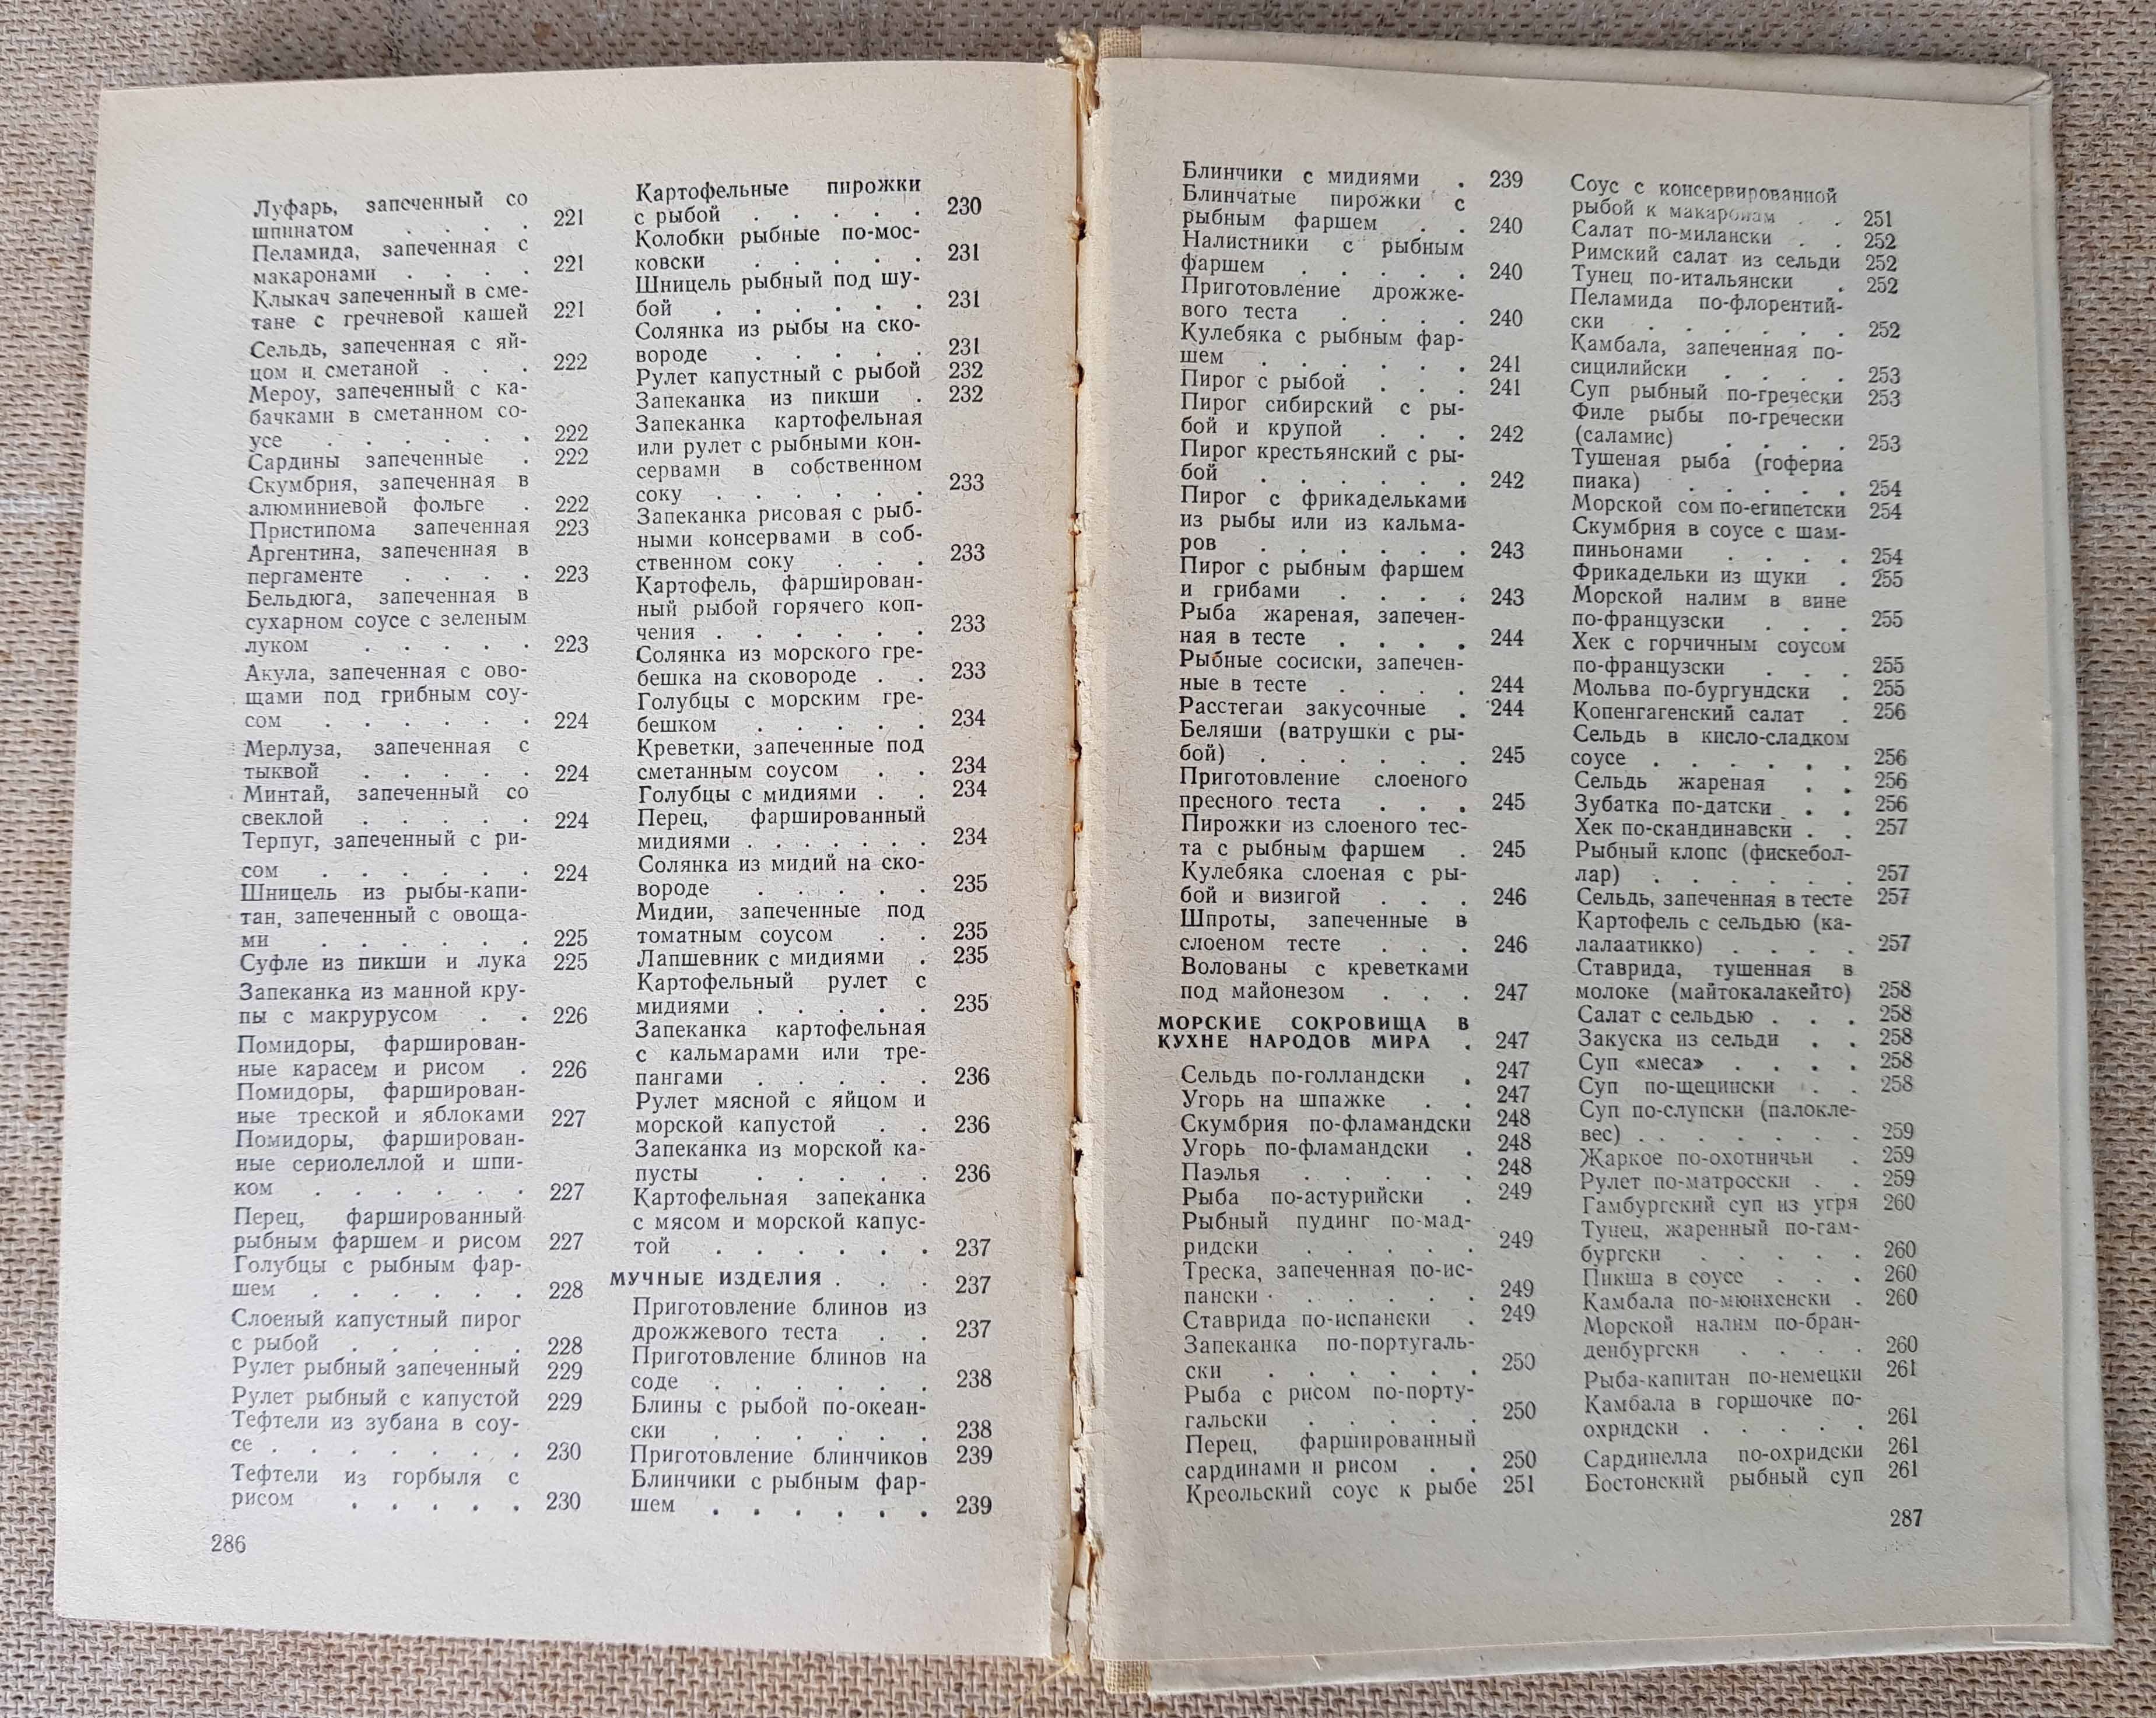 Луфарь, запеченный со
шпинатом . . . . 221
Пеламида, запеченная с
макаронами . . . . 221
Клыкач запеченный в сме-
тане с гречневой кашей 221
Сельдь, запеченная с яй-
цом и сметаной . . . 222
Мероу, запеченный с ка-
бачками в сметанном со-
усе . . . . . . 222
Сардины запеченные . 222
Скумбрия, запеченная в
алюминиевой фольге . 222
Пристипома запеченная 223
Аргентина, запеченная в
пергаменте . . . . 223
Бельдюга, запеченная в
сухарном соусе с зеленым
луком . . . . . 223
Акула, запеченная с ово-
щами под грибным соу-
сом . . . . . . 224
Мерлуза, запеченная с
тыквой . . . . . 224
Минтай, запеченный со
свеклой . . . . . 224
Терпуг, запеченный с ри-
сом . . . . . . 224
Шницель из рыбы-капи-
тан, запеченный с овоща-
ми . . . . . . 225
Суфле из пикши и лука 225
Запеканка из манной кру-
пы с макрурусом . . 226
Помидоры, фарширован-
ные карасем и рисом . 226
Помидоры, фарширован-
ные треской и яблоками 227
Помидоры, фарширован-
ные сериолеллой и шпи-
ком . . . . . . 227
Перец, фаршированный
рыбным фаршем и рисом 227
Голубцы с рыбным фар-
шем . . . . . . 228
Слоеный капустный пирог
с рыбой . . . . . 228
Рулет рыбный запеченный 229
Рулет рыбный с капустой 229
Тефтели из зубана в соу-
се . . . . . . . 230
Тефтели из горбыля с
рисом . . . . . 230
286
Картофельные пирожки
с рыбой . . . . . 230
Колобки рыбные по-мос-
ковски . . . . . 231
Шницель рыбный под шу-
бой . . . . . . 231
Солянка из рыбы на ско-
вороде . . . . . 231
Рулет капустный с рыбой 232
Запеканка из пикши . 232
Запеканка картофельная
или рулет с рыбными кон-
сервами в собственном
соку . . . . . . 233
Запеканка рисовая с рыб-
ными консервами в соб-
ственном соку . . . 233
Картофель, фарширован-
ный рыбой горячего коп-
чения . . . . . . 233
Солянка из морского гре-
бешка на сковороде . . 233
Голубцы с морским гре-
бешком . . . . . 234
Креветки, запеченные под
сметанным соусом . . 234
Голубцы с мидиями . . 234
Перец, фаршированный
мидиями . . . . . . 234
Солянка из мидий на ско-
вороде . . . . . 235
Мидии, запеченные под
томатным соусом . . 235
Лапшевник с мидиями . 235
Картофельный рулет с
мидиями . . . . . 235
Запеканка картофельная
с кальмарами или тре-
пангами . . . . . 236
Рулет мясной с яйцом и
морской капустой . . 236
Запеканка из морской ка-
пусты . . . . . 236
Картофельная запеканка
с мясом и морской капус-
той . . . . . . 237
МУЧНЫЕ ИЗДЕЛИЯ . . . 237
Приготовление блинов из
дрожжевого теста . . 237
Приготовление блинов на
соде . . . . . . 238
Блины с рыбой по-океан-
ски . . . . . . 238
Приготовление блинчиков 239
Блинчики с рыбным фар-
шем . . . . . . 239
Блинчики с мидиями . 239
Блинчатые пирожки с
рыбным фаршем . . 240
Налистники с рыбным
фаршем . . . . . 240
Приготовление дрожже-
вого теста . . . . 240
Кулебяка с рыбным фар-
шем . . . . . . 241
Пирог с рыбой . . . 241
Пирог сибирский с ры-
бой и крупой . . . 242
Пирог крестьянский с ры-
бой . . . . . . 242
Пирог с фрикадельками
из рыбы или из кальма-
ров . . . . . . 243
Пирог с рыбным фаршем
и грибами . . . . 243
Рыба жареная, запечен-
ная в тесте . . . . 244
Рыбные сосиски, запечен-
ные в тесте . . . . 244
Расстегаи закусочные . 244
Беляши (ватрушки с ры-
бой) . . . . . . 245
Приготовление слоеного
пресного теста . . . 245
Пирожки из слоеного тес-
та с рыбным фаршем . 245
Кулебяка слоеная с ры-
бой и визигой . . . 246
Шпроты, запеченные в
слоеном тесте . . . 246
Волованы с креветками
под майонезом . . . 247
МОРСКИЕ СОКРОВИЩА В
КУХНЕ НАРОДОВ МИРА . 247
Сельдь по-голландски . 247
Угорь на шпажке . . 247
Скумбрия по-фламандски 248
Угорь по-фламандски . 248
Паэлья . . . . . 248
Рыба по-астурийски . 249
Рыбный пудинг по-мад-
ридски . . . . . 249
Треска, запеченная по-ис-
пански . . . . . . 249
Ставрида по-испански . 249
Запеканка по-португаль-
ски . . . . . . 250
Рыба с рисом по-порту-
гальски . . . . . 250
Перец, фаршированный
сардинами и рисом . . 250
Креольский соус к рыбе 251
Соус с консервированной
рыбой к макаронам . . 251
Салат по-милански . . 252
Римский салат из сельди 252
Тунец по-итальянски . 252
Пеламида по-флорентий-
ски . . . . . . 252
Камбала, запеченная по-
сицилийски . . . . 253
Суп рыбный по-гречески 253
Филе рыбы по-гречески
(саламис) . . . . 253
Тушеная рыба (гофериа
пиака) . . . . . 254
Морской сом по-египетски 254
Скумбрия в соусе с шам-
пиньонами . . . . 254
Фрикадельки из щуки . 255
Морской налим в вине
по-французски . . . 255
Хек с горчичным соусом
по-французски . . . 255
Мольва по-бургундски . 255
Копенгагенский салат . 256
Сельдь в кисло-сладком
соусе . . . . . . 256
Сельдь жареная . . 256
Зубатка по-датски . . . 256
Хек по-скандинавски . . 257
Рыбный клопс (фискебол-
лар) . . . . . . 257
Сельдь, запеченная в тесте 257
Картофель с сельдью (ка-
лалаатикко) . . . . 257
Ставрида, тушенная в
молоке (майтокалакейто) 258
Салат с сельдью . . . 258
Закуска из сельди . . 258
Суп «меса» . . . . 258
Суп по-щецински . . 258
Суп по-слупски (палокле-
вес) . . . . . . . 259
Жаркое по-охотничьи . 259
Рулет по-матросски . . 259
Гамбургский суп из угря 260
Тунец, жаренный по-гам-
бургски . . . . . 260
Пикша в соусе . . . 260
Камбала по-мюнхенски . 260
Морской налим по-бран-
денбургски . . . . 260
Рыба-капитан по-немецки 261
Камбала в горшочке по-
охридски . . . . . 261
Сардинелла по-охридски 261
Бостонский рыбный суп 261
287